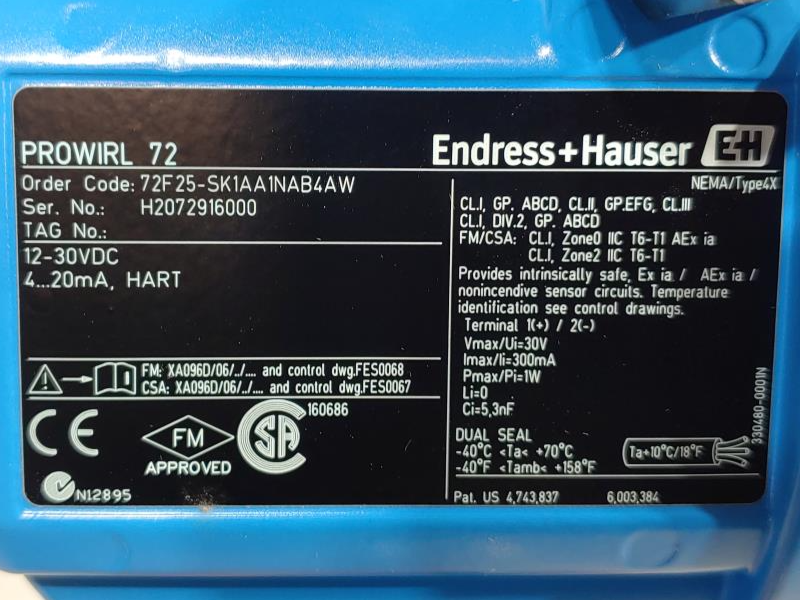 PROWIRL 72
Endress+Hauser EH
NEMA/Type4X
Order Code: 72F25-SK1AA1NAB4AW
Ser. No.: H2072916000
TAG No.:
12-30VDC
4...20mA, HART
FM: XA096D/06/../.... and control dwg.FES0068
CSA: XA096D/06/../.... and control dwg.FES0067
CE
FM
APPROVED
CSA
160686
N12895
CL.I, GP. ABCD, CL.II, GP.EFG, CL.III
CL.I, DIV.2, GP. ABCD
FM/CSA: CL.I, Zone0 IIC T6-T1 AEx ia
CL.I, Zone2 IIC T6-T1
Provides intrinsically safe, Ex ia / AEx ia /
nonincendive sensor circuits. Temperature
identification see control drawings.
Terminal 1(+) / 2(-)
Vmax/Ui=30V
Imax/Ii=300mA
Pmax/Pi=1W
Li=0
Ci=5,3nF
DUAL SEAL
-40°C <Ta< +70°C
-40°F <Tamb< +158°F
Ta+10°C/18°F
330480-0001N
Pat. US 4,743,837 6,003,384